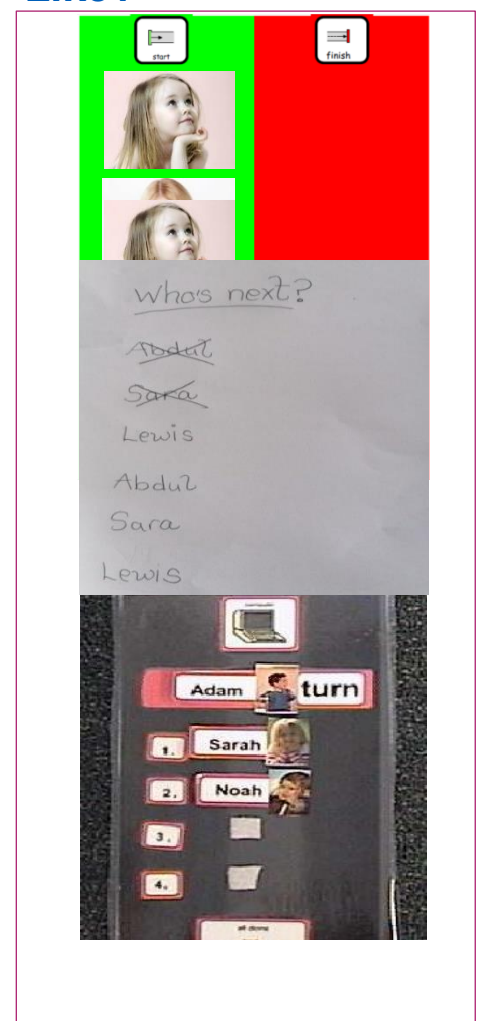 start
finish
Who's next?
Abdul
Sara
Lewis
Abdul
Sara
Lewis
Adam turn
1. Sarah
2. Noah
3.
4.
all done